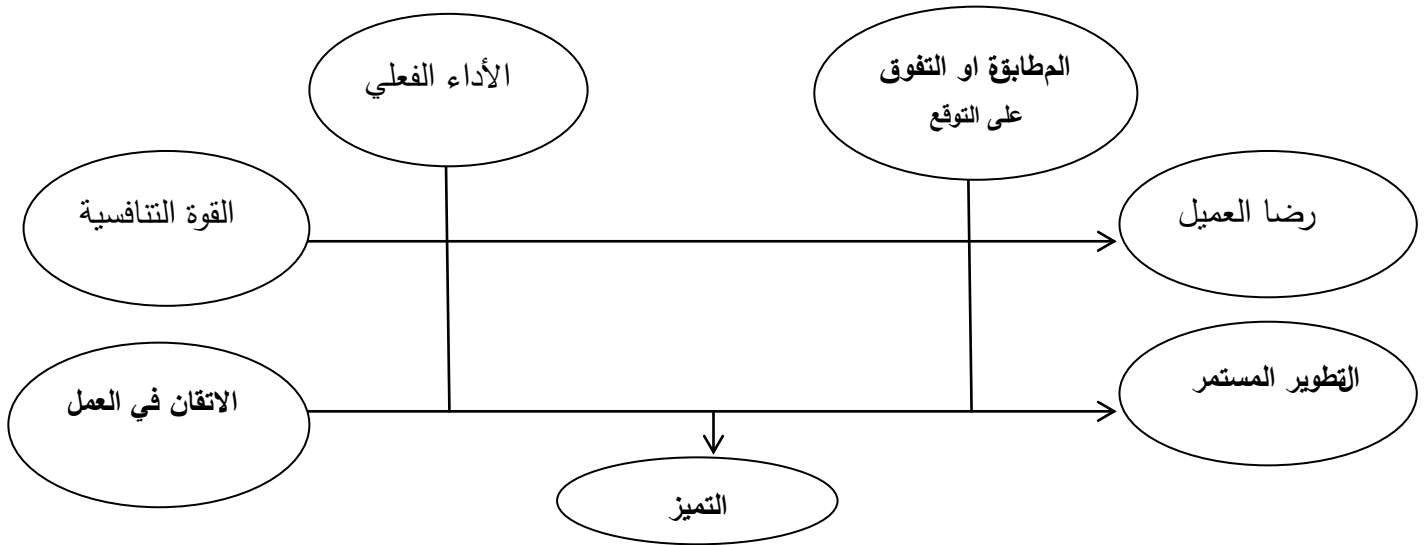 المطابقة او التفوق
على التوقع
الأداء الفعلي
رضا العميل
القوة التنافسية
التطوير المستمر
الاتقان في العمل
التميز